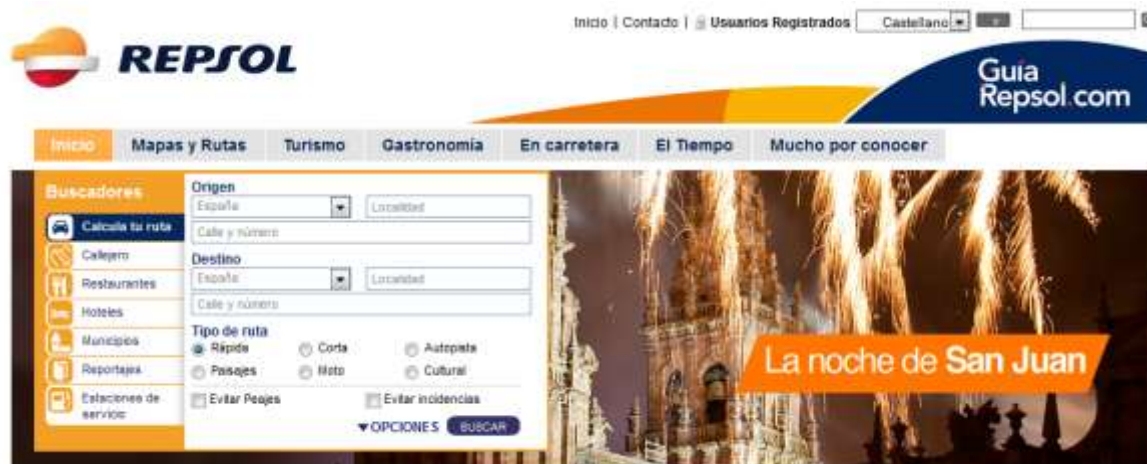 Inicio | Contacto | Usuarios Registrados Castellano
REPSOL
Guía
Repsol.com
Inicio Mapas y Rutas Turismo Gastronomía En carretera El Tiempo Mucho por conocer
Buscadores
Calcula tu ruta
Callejero
Restaurantes
Hoteles
Municipios
Reportajes
Estaciones de
servicio
Origen
España Localidad
Calle y número
Destino
España Localidad
Calle y número
Tipo de ruta
Rápida Corta Autopista
Paisajes Moto Cultural
Evitar Peajes Evitar incidencias
OPCIONES BUSCAR
La noche de San Juan